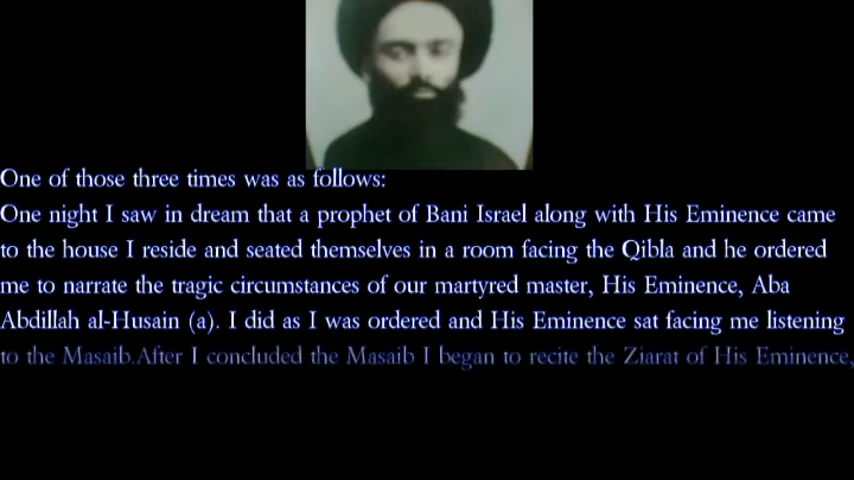 One of those three times was as follows:
One night I saw in dream that a prophet of Bani Israel along with His Eminence came
to the house I reside and seated themselves in a room facing the Qibla and he ordered
me to narrate the tragic circumstances of our martyred master, His Eminence, Aba
Abdillah al-Husain (a). I did as I was ordered and His Eminence sat facing me listening
to the Masaib.After I concluded the Masaib I began to recite the Ziarat of His Eminence,